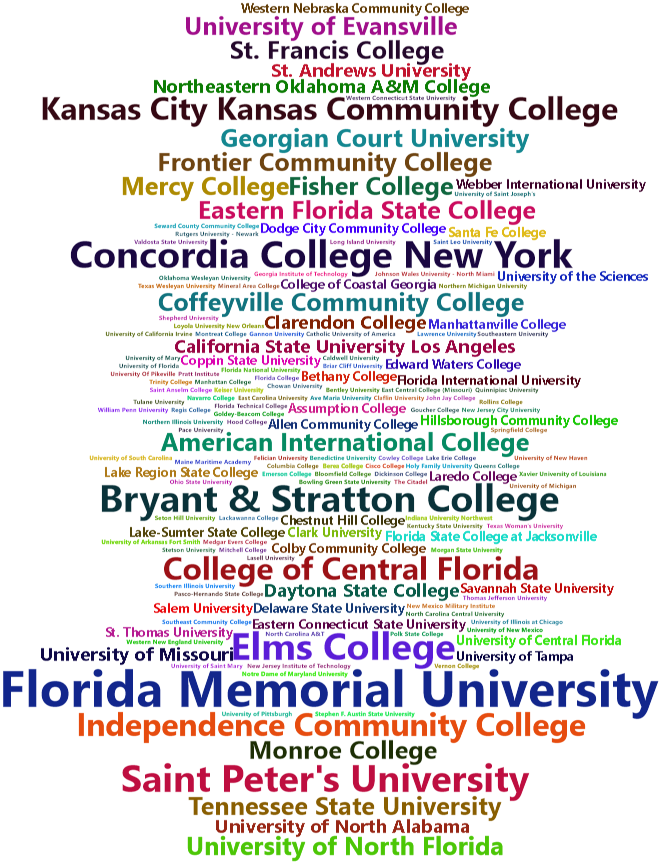 Western Nebraska Community College
University of Evansville
St. Francis College
St. Andrews University
Northeastern Oklahoma A&M College
Western Connecticut State University
Kansas City Kansas Community College
Georgian Court University
Frontier Community College
Mercy College Fisher College Webber International University
University of Saint Joseph's
Eastern Florida State College
Seward County Community College Dodge City Community College Santa Fe College
Rutgers University - Newark
Valdosta State University Long Island University Saint Leo University
Concordia College New York
Georgia Institute of Technology Johnson Wales University - North Miami University of the Sciences
Oklahoma Wesleyan University
Texas Wesleyan University Mineral Area College College of Coastal Georgia Northern Michigan University
Coffeyville Community College
Shepherd University
Loyola University New Orleans Clarendon College Manhattanville College
University of California Irvine Montreat College Gannon University Catholic University of America Lawrence University Southeastern University
California State University Los Angeles
University of Mary Coppin State University Caldwell University
University of Florida Briar Cliff University Edward Waters College
Florida National University
University Of Pikeville Pratt Institute Florida College Bethany College Florida International University
Trinity College Manhattan College Chowan University
Saint Anselm College Keiser University Bentley University East Central College (Missouri) Quinnipiac University
Navarro College East Carolina University Ave Maria University Claflin University John Jay College
Tulane University Rollins College
William Penn University Regis College Florida Technical College Assumption College Goucher College New Jersey City University
Goldey-Beacom College
Northern Illinois University Hood College Allen Community College Hillsborough Community College
Pace University Springfield College
American International College
University of South Carolina Felician University Benedictine University Cowley College Lake Erie College University of New Haven
Maine Maritime Academy
Columbia College Berea College Cisco College Holy Family University Queens College
Lake Region State College Emerson College Bloomfield College Dickinson College Laredo College Xavier University of Louisiana
Ohio State University Bowling Green State University The Citadel
University of Michigan
Bryant & Stratton College
Seton Hill University Lackawanna College Chestnut Hill College Indiana University Northwest
Kentucky State University Texas Woman's University
Lake-Sumter State College Clark University Florida State College at Jacksonville
University of Arkansas Fort Smith Medgar Evers College
Stetson University Mitchell College Colby Community College Morgan State University
Lasell University
College of Central Florida
Southern Illinois University
Pasco-Hernando State College Daytona State College Savannah State University
Thomas Jefferson University
Salem University Delaware State University New Mexico Military Institute
North Carolina Central University
Southeast Community College Eastern Connecticut State University University of Illinois at Chicago
St. Thomas University North Carolina A&T Polk State College University of New Mexico
Western New England University University of Central Florida
University of Missouri Elms College University of Tampa
University of Saint Mary New Jersey Institute of Technology Vernon College
Notre Dame of Maryland University
Florida Memorial University
University of Pittsburgh Stephen F. Austin State University
Independence Community College
Monroe College
Saint Peter's University
Tennessee State University
University of North Alabama
University of North Florida